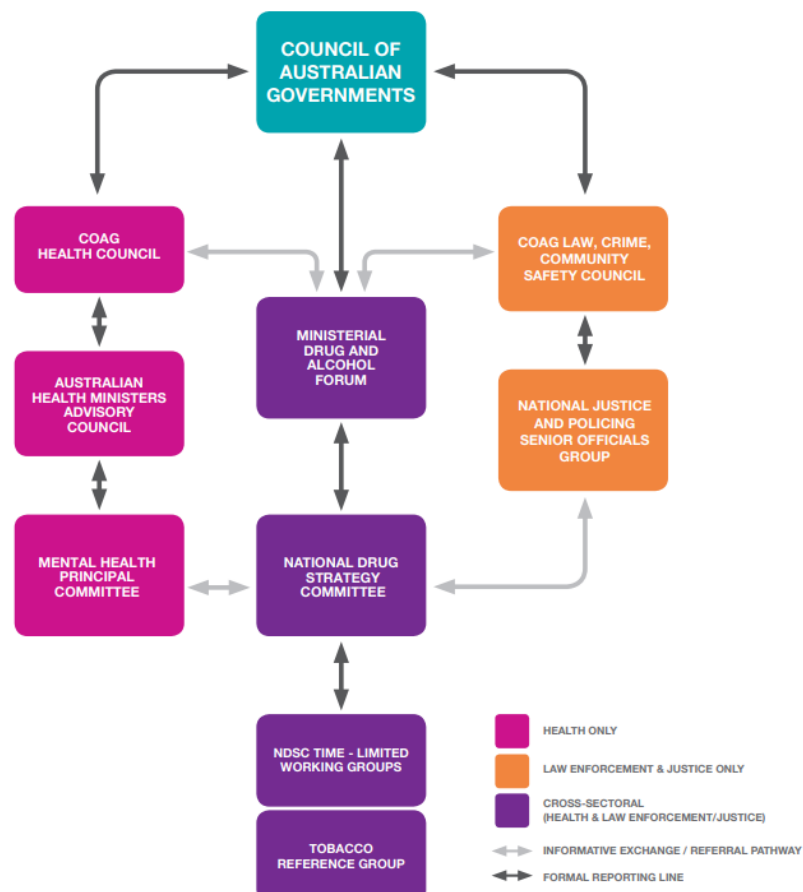 COUNCIL OF
AUSTRALIAN
GOVERNMENTS
COAG
HEALTH COUNCIL
COAG LAW, CRIME,
COMMUNITY
SAFETY COUNCIL
MINISTERIAL
DRUG AND
ALCOHOL
FORUM
AUSTRALIAN
HEALTH MINISTERS
ADVISORY
COUNCIL
NATIONAL JUSTICE
AND POLICING
SENIOR OFFICIALS
GROUP
MENTAL HEALTH
PRINCIPAL
COMMITTEE
NATIONAL DRUG
STRATEGY
COMMITTEE
NDSC TIME - LIMITED
WORKING GROUPS
TOBACCO
REFERENCE GROUP
HEALTH ONLY
LAW ENFORCEMENT & JUSTICE ONLY
CROSS-SECTORAL
(HEALTH & LAW ENFORCEMENT/JUSTICE)
INFORMATIVE EXCHANGE / REFERRAL PATHWAY
FORMAL REPORTING LINE